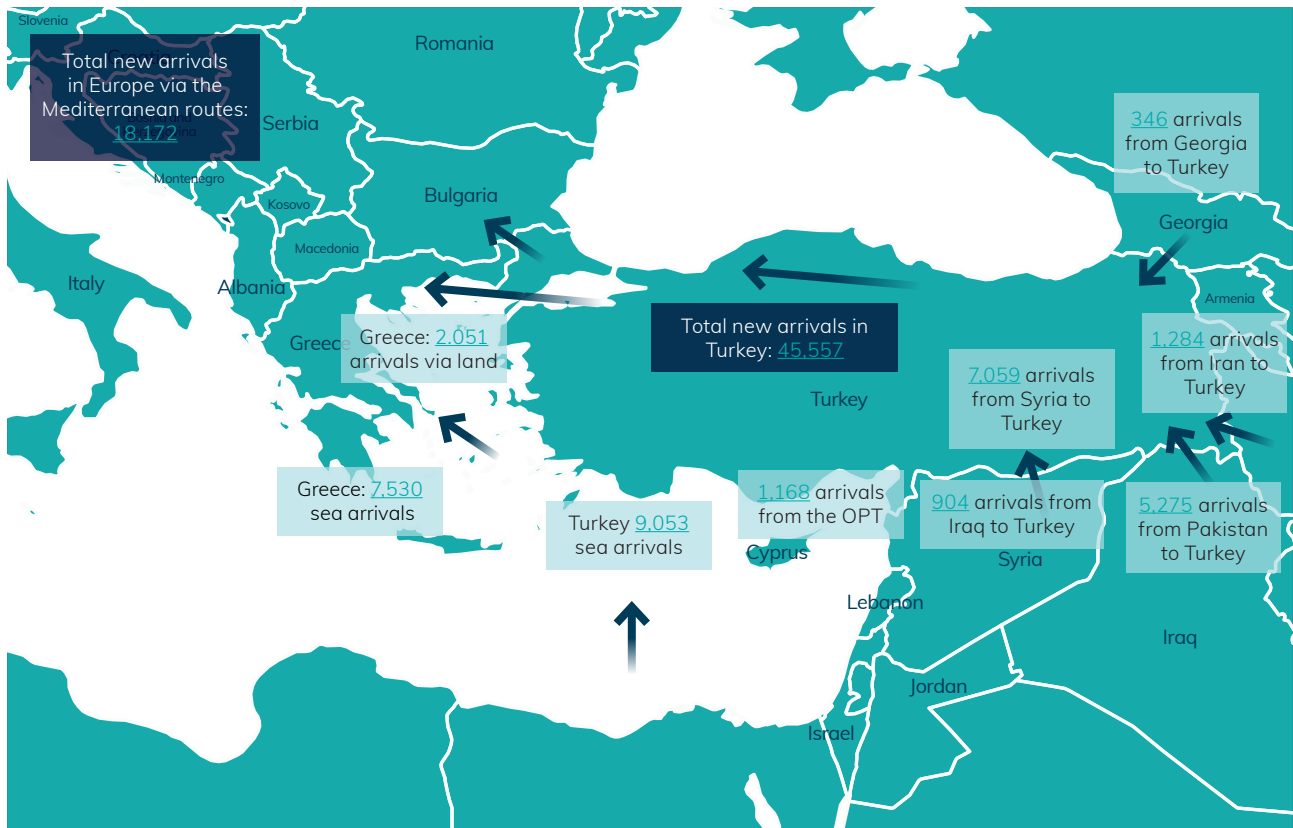 Slovenia
Croatia
Total new arrivals
in Europe via the
Mediterranean routes:
18,172
Romania
Serbia
Montenegro
Kosovo
Bulgaria
Macedonia
Italy
Albania
Greece
Greece: 2,051
arrivals via land
Total new arrivals in
Turkey: 45,557
346 arrivals
from Georgia
to Turkey
Georgia
Armenia
1,284 arrivals
from Iran to
Turkey
7,059 arrivals
from Syria to
Turkey
Turkey
Greece: 7,530
sea arrivals
Turkey 9,053
sea arrivals
1,168 arrivals
from the OPT
904 arrivals from
Iraq to Turkey
5,275 arrivals
from Pakistan
to Turkey
Cyprus
Syria
Lebanon
Iraq
Jordan
Israel